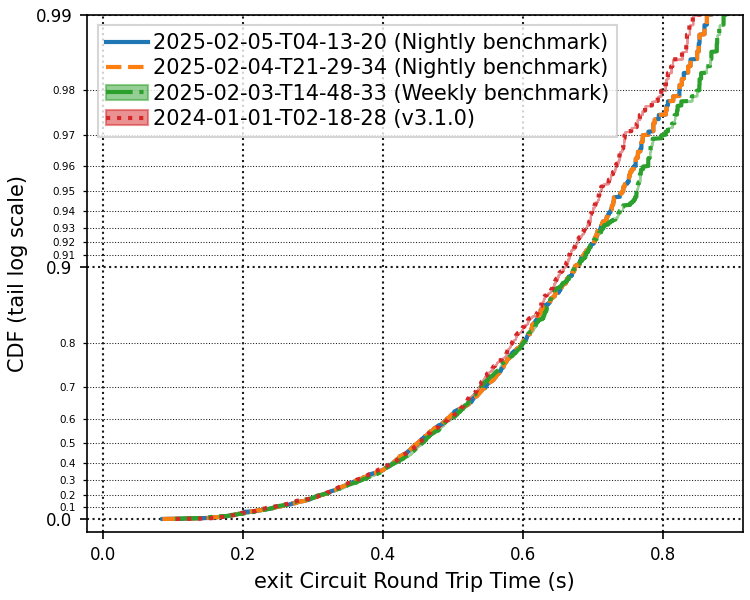 0.99
2025-02-05-T04-13-20 (Nightly benchmark)
2025-02-04-T21-29-34 (Nightly benchmark)
2025-02-03-T14-48-33 (Weekly benchmark)
2024-01-01-T02-18-28 (v3.1.0)
0.98
0.97
0.96
0.95
0.94
0.93
0.92
0.91
0.9
0.8
0.7
0.6
0.5
0.4
0.3
0.2
0.1
0.0
CDF (tail log scale)
0.0 0.2 0.4 0.6 0.8
exit Circuit Round Trip Time (s)